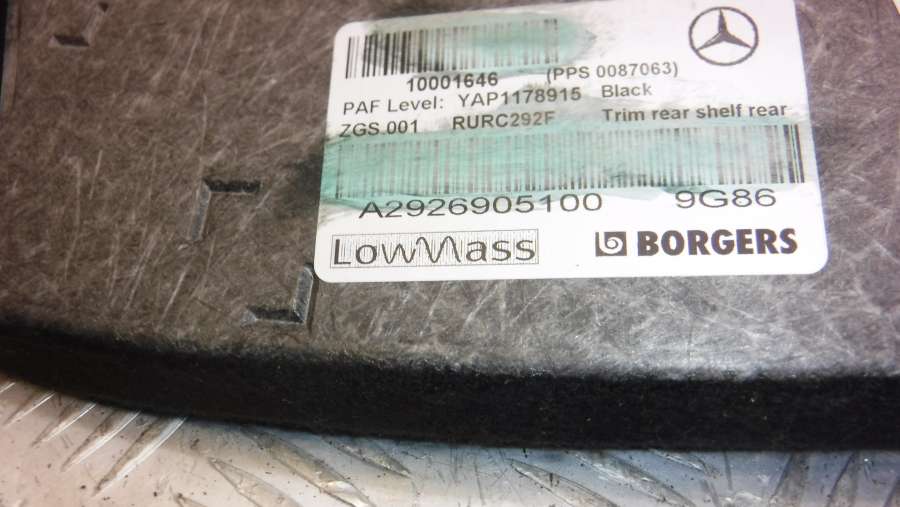 10001646 (PPS 0087063)
PAF Level: YAP1178915 Black
ZGS.001 RURC292F Trim rear shelf rear
A2926905100 9G86
LowMass BORGERS